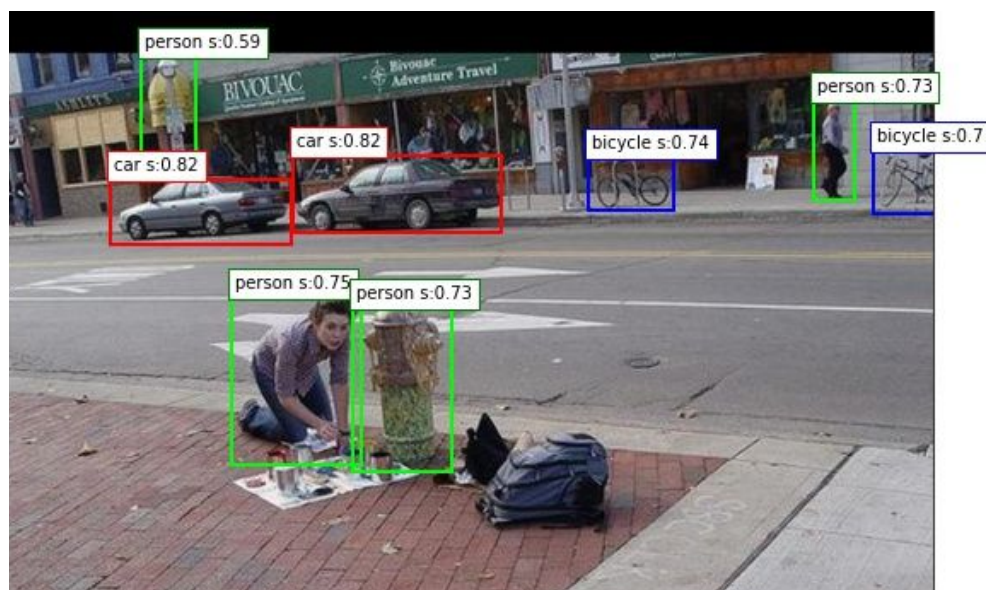 person s:0.59
BIVOUAC
Bivouac
Adventure Travel
person s:0.73
car s:0.82
car s:0.82
bicycle s:0.74
bicycle s:0.7
person s:0.75
person s:0.73